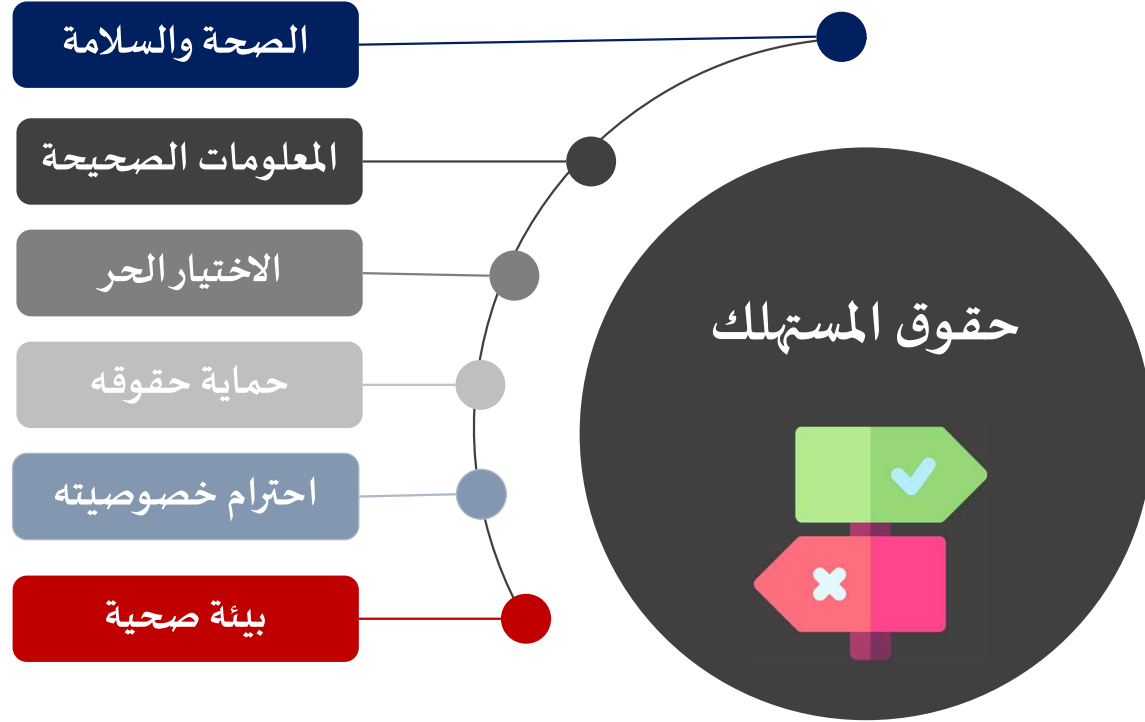 حقوق المستهلك
الصحة والسلامة
المعلومات الصحيحة
الاختيار الحر
حماية حقوقه
احترام خصوصيته
بيئة صحية